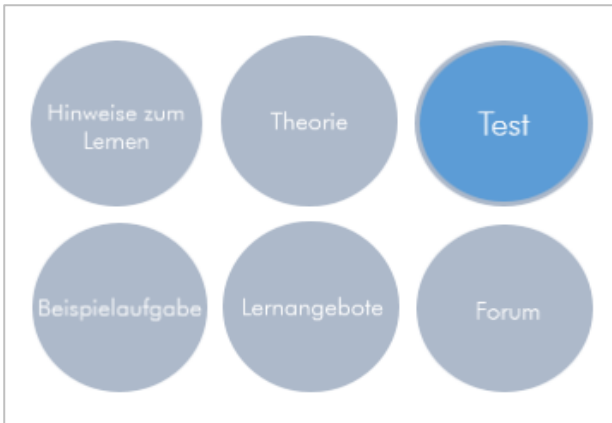 Hinweise zum
Lernen
Theorie
Test
Beispielaufgabe
Lernangebote
Forum